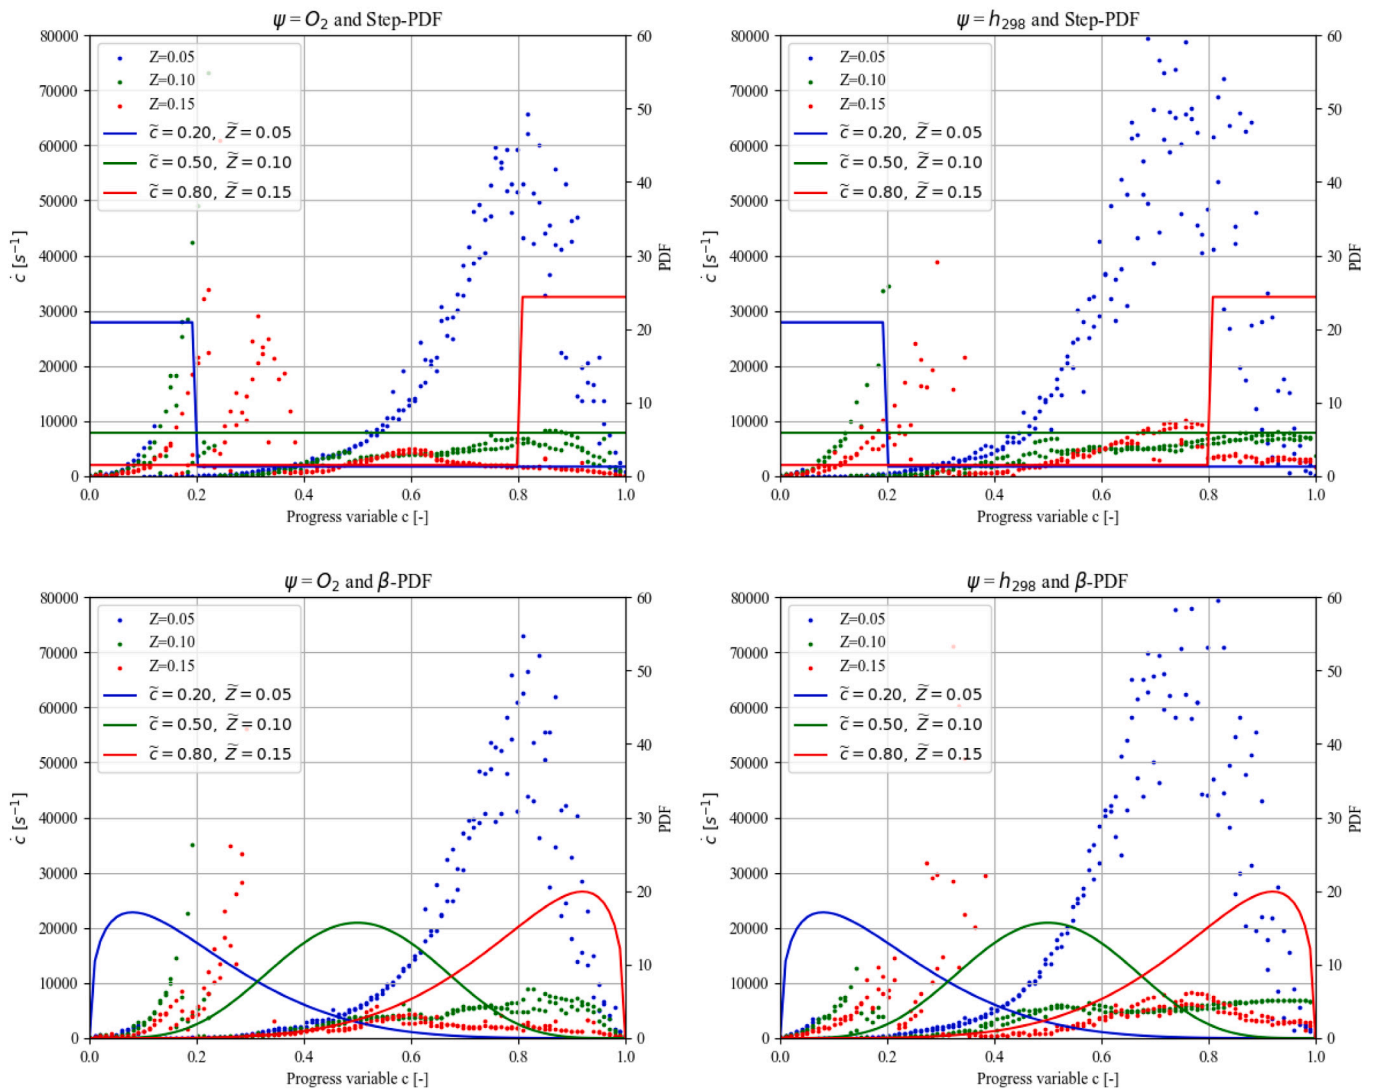 ψ = O₂ and Step-PDF
80000
70000
60000
50000
40000
30000
20000
10000
0
ċ [s⁻¹]
Z=0.05
Z=0.10
Z=0.15
c̃ = 0.20, Z̃ = 0.05
c̃ = 0.50, Z̃ = 0.10
c̃ = 0.80, Z̃ = 0.15
60
50
40
30
20
10
0
PDF
0.0 0.2 0.4 0.6 0.8 1.0
Progress variable c [-]
ψ = h₂₉₈ and Step-PDF
80000
70000
60000
50000
40000
30000
20000
10000
0
ċ [s⁻¹]
Z=0.05
Z=0.10
Z=0.15
c̃ = 0.20, Z̃ = 0.05
c̃ = 0.50, Z̃ = 0.10
c̃ = 0.80, Z̃ = 0.15
60
50
40
30
20
10
0
PDF
0.0 0.2 0.4 0.6 0.8 1.0
Progress variable c [-]
ψ = O₂ and β-PDF
80000
70000
60000
50000
40000
30000
20000
10000
0
ċ [s⁻¹]
Z=0.05
Z=0.10
Z=0.15
c̃ = 0.20, Z̃ = 0.05
c̃ = 0.50, Z̃ = 0.10
c̃ = 0.80, Z̃ = 0.15
60
50
40
30
20
10
0
PDF
0.0 0.2 0.4 0.6 0.8 1.0
Progress variable c [-]
ψ = h₂₉₈ and β-PDF
80000
70000
60000
50000
40000
30000
20000
10000
0
ċ [s⁻¹]
Z=0.05
Z=0.10
Z=0.15
c̃ = 0.20, Z̃ = 0.05
c̃ = 0.50, Z̃ = 0.10
c̃ = 0.80, Z̃ = 0.15
60
50
40
30
20
10
0
PDF
0.0 0.2 0.4 0.6 0.8 1.0
Progress variable c [-]